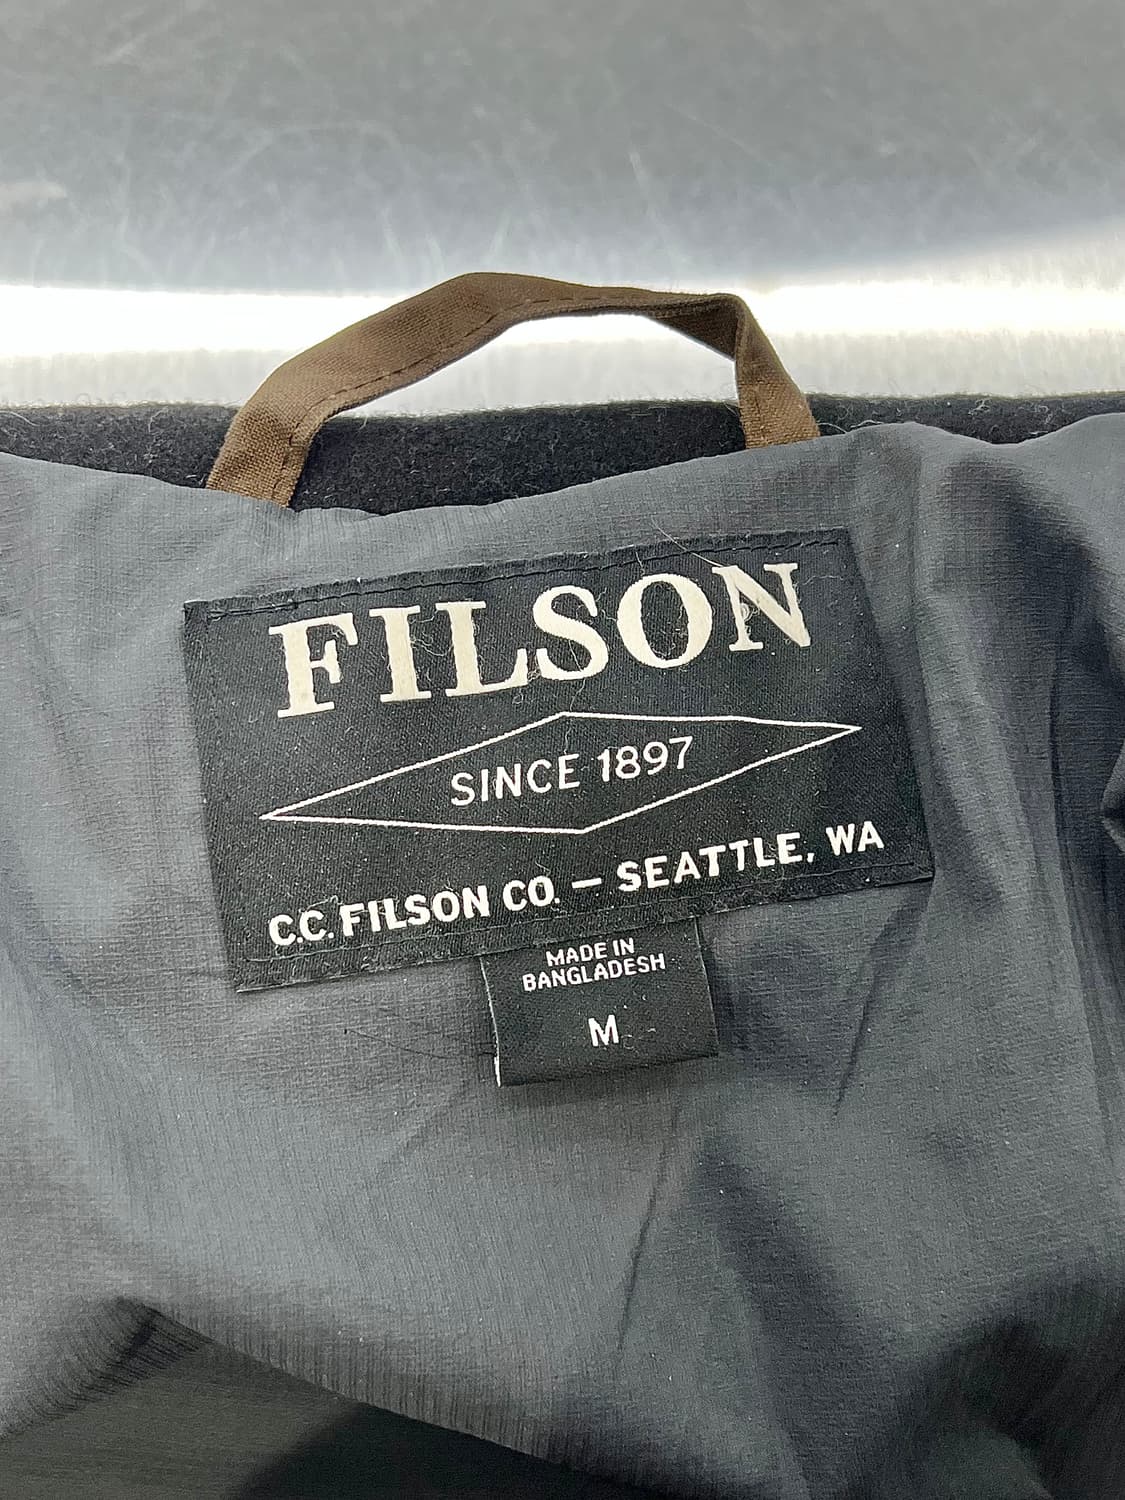 FILSON
SINCE 1897
C.C. FILSON CO. – SEATTLE, WA
MADE IN
BANGLADESH
M